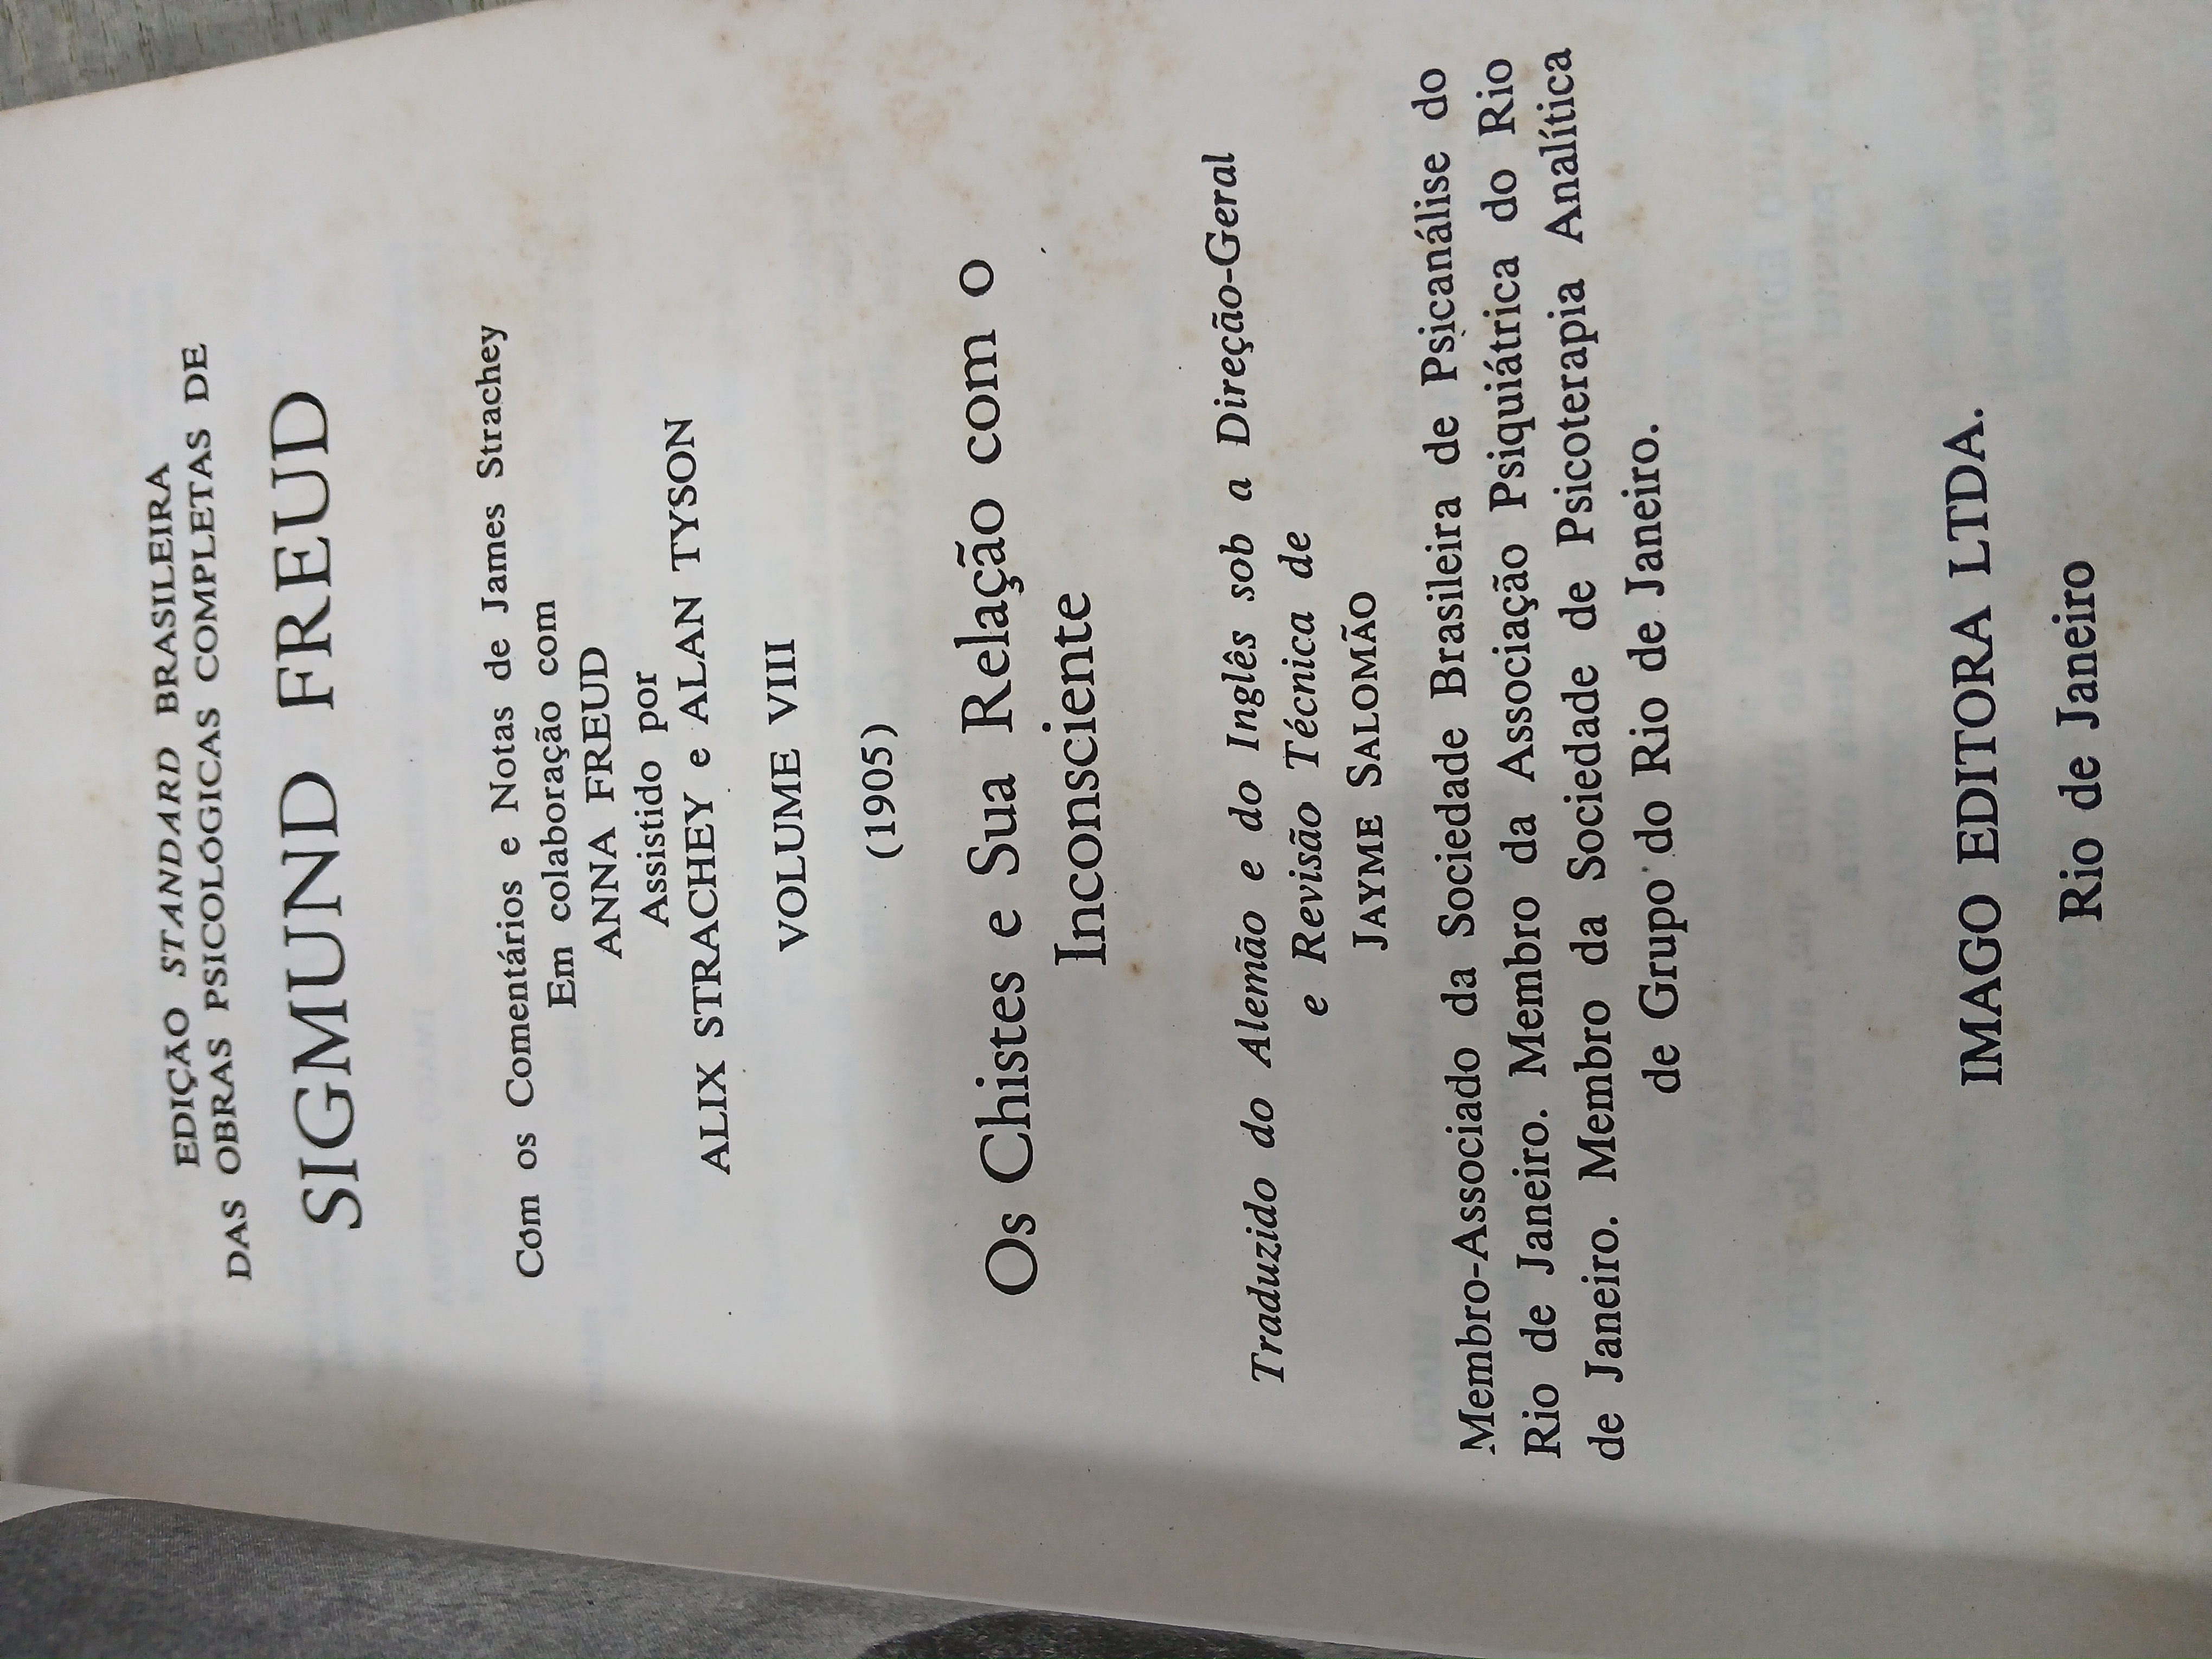 EDIÇÃO STANDARD BRASILEIRA
DAS OBRAS PSICOLÓGICAS COMPLETAS DE
SIGMUND FREUD
Com os Comentários e Notas de James Strachey
Em colaboração com
ANNA FREUD
Assistido por
ALIX STRACHEY e ALAN TYSON
VOLUME VIII
(1905)
Os Chistes e Sua Relação com o
Inconsciente
Traduzido do Alemão e do Inglês sob a Direção-Geral
e Revisão Técnica de
JAYME SALOMÃO
Membro-Associado da Sociedade Brasileira de Psicanálise do
Rio de Janeiro. Membro da Associação Psiquiátrica do Rio
de Janeiro. Membro da Sociedade de Psicoterapia Analítica
de Grupo do Rio de Janeiro.
IMAGO EDITORA LTDA.
Rio de Janeiro